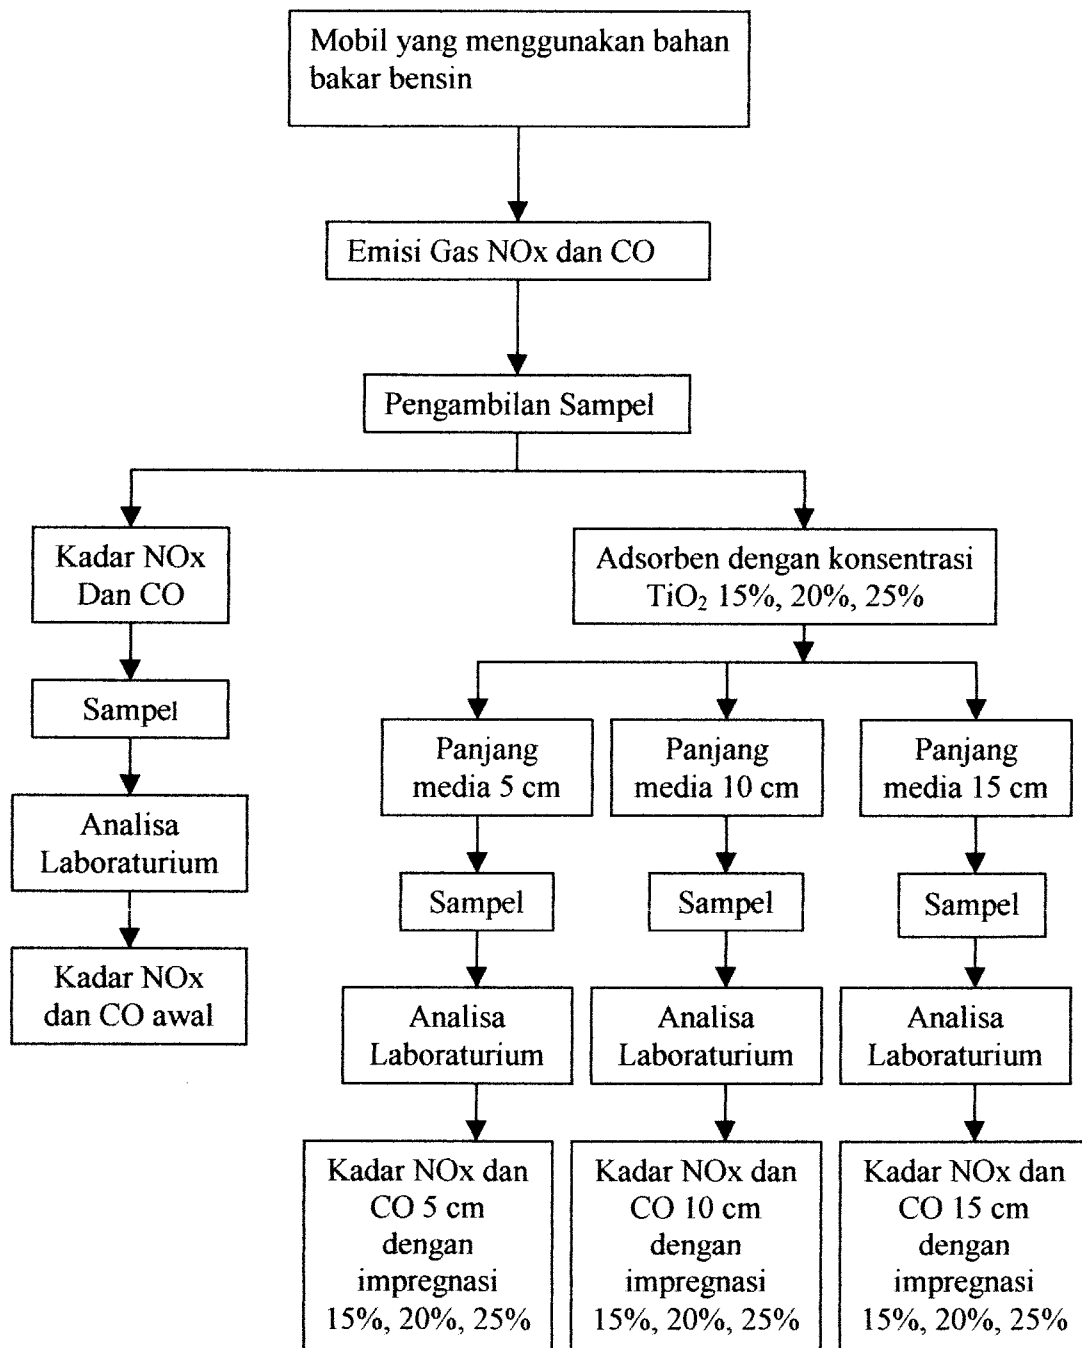 Mobil yang menggunakan bahan
bakar bensin
Emisi Gas NOx dan CO
Pengambilan Sampel
Kadar NOx
Dan CO
Sampel
Analisa
Laboraturium
Kadar NOx
dan CO awal
Adsorben dengan konsentrasi
TiO₂ 15%, 20%, 25%
Panjang
media 5 cm
Sampel
Analisa
Laboraturium
Kadar NOx dan
CO 5 cm
dengan
impregnasi
15%, 20%, 25%
Panjang
media 10 cm
Sampel
Analisa
Laboraturium
Kadar NOx dan
CO 10 cm
dengan
impregnasi
15%, 20%, 25%
Panjang
media 15 cm
Sampel
Analisa
Laboraturium
Kadar NOx dan
CO 15 cm
dengan
impregnasi
15%, 20%, 25%